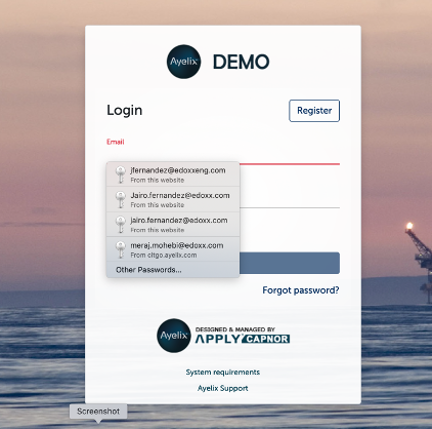 Ayelix
DEMO
Login
Register
Email
jfernandez@edoxxeng.com
From this website
Jairo.fernandez@edoxx.com
From this website
jairo.fernandez@edoxx.com
From this website
meraj.mohebi@edoxx.com
From cltgo.ayelix.com
Other Passwords...
Forgot password?
Ayelix
DESIGNED & MANAGED BY
APPLY CAPNOR
System requirements
Ayelix Support
Screenshot